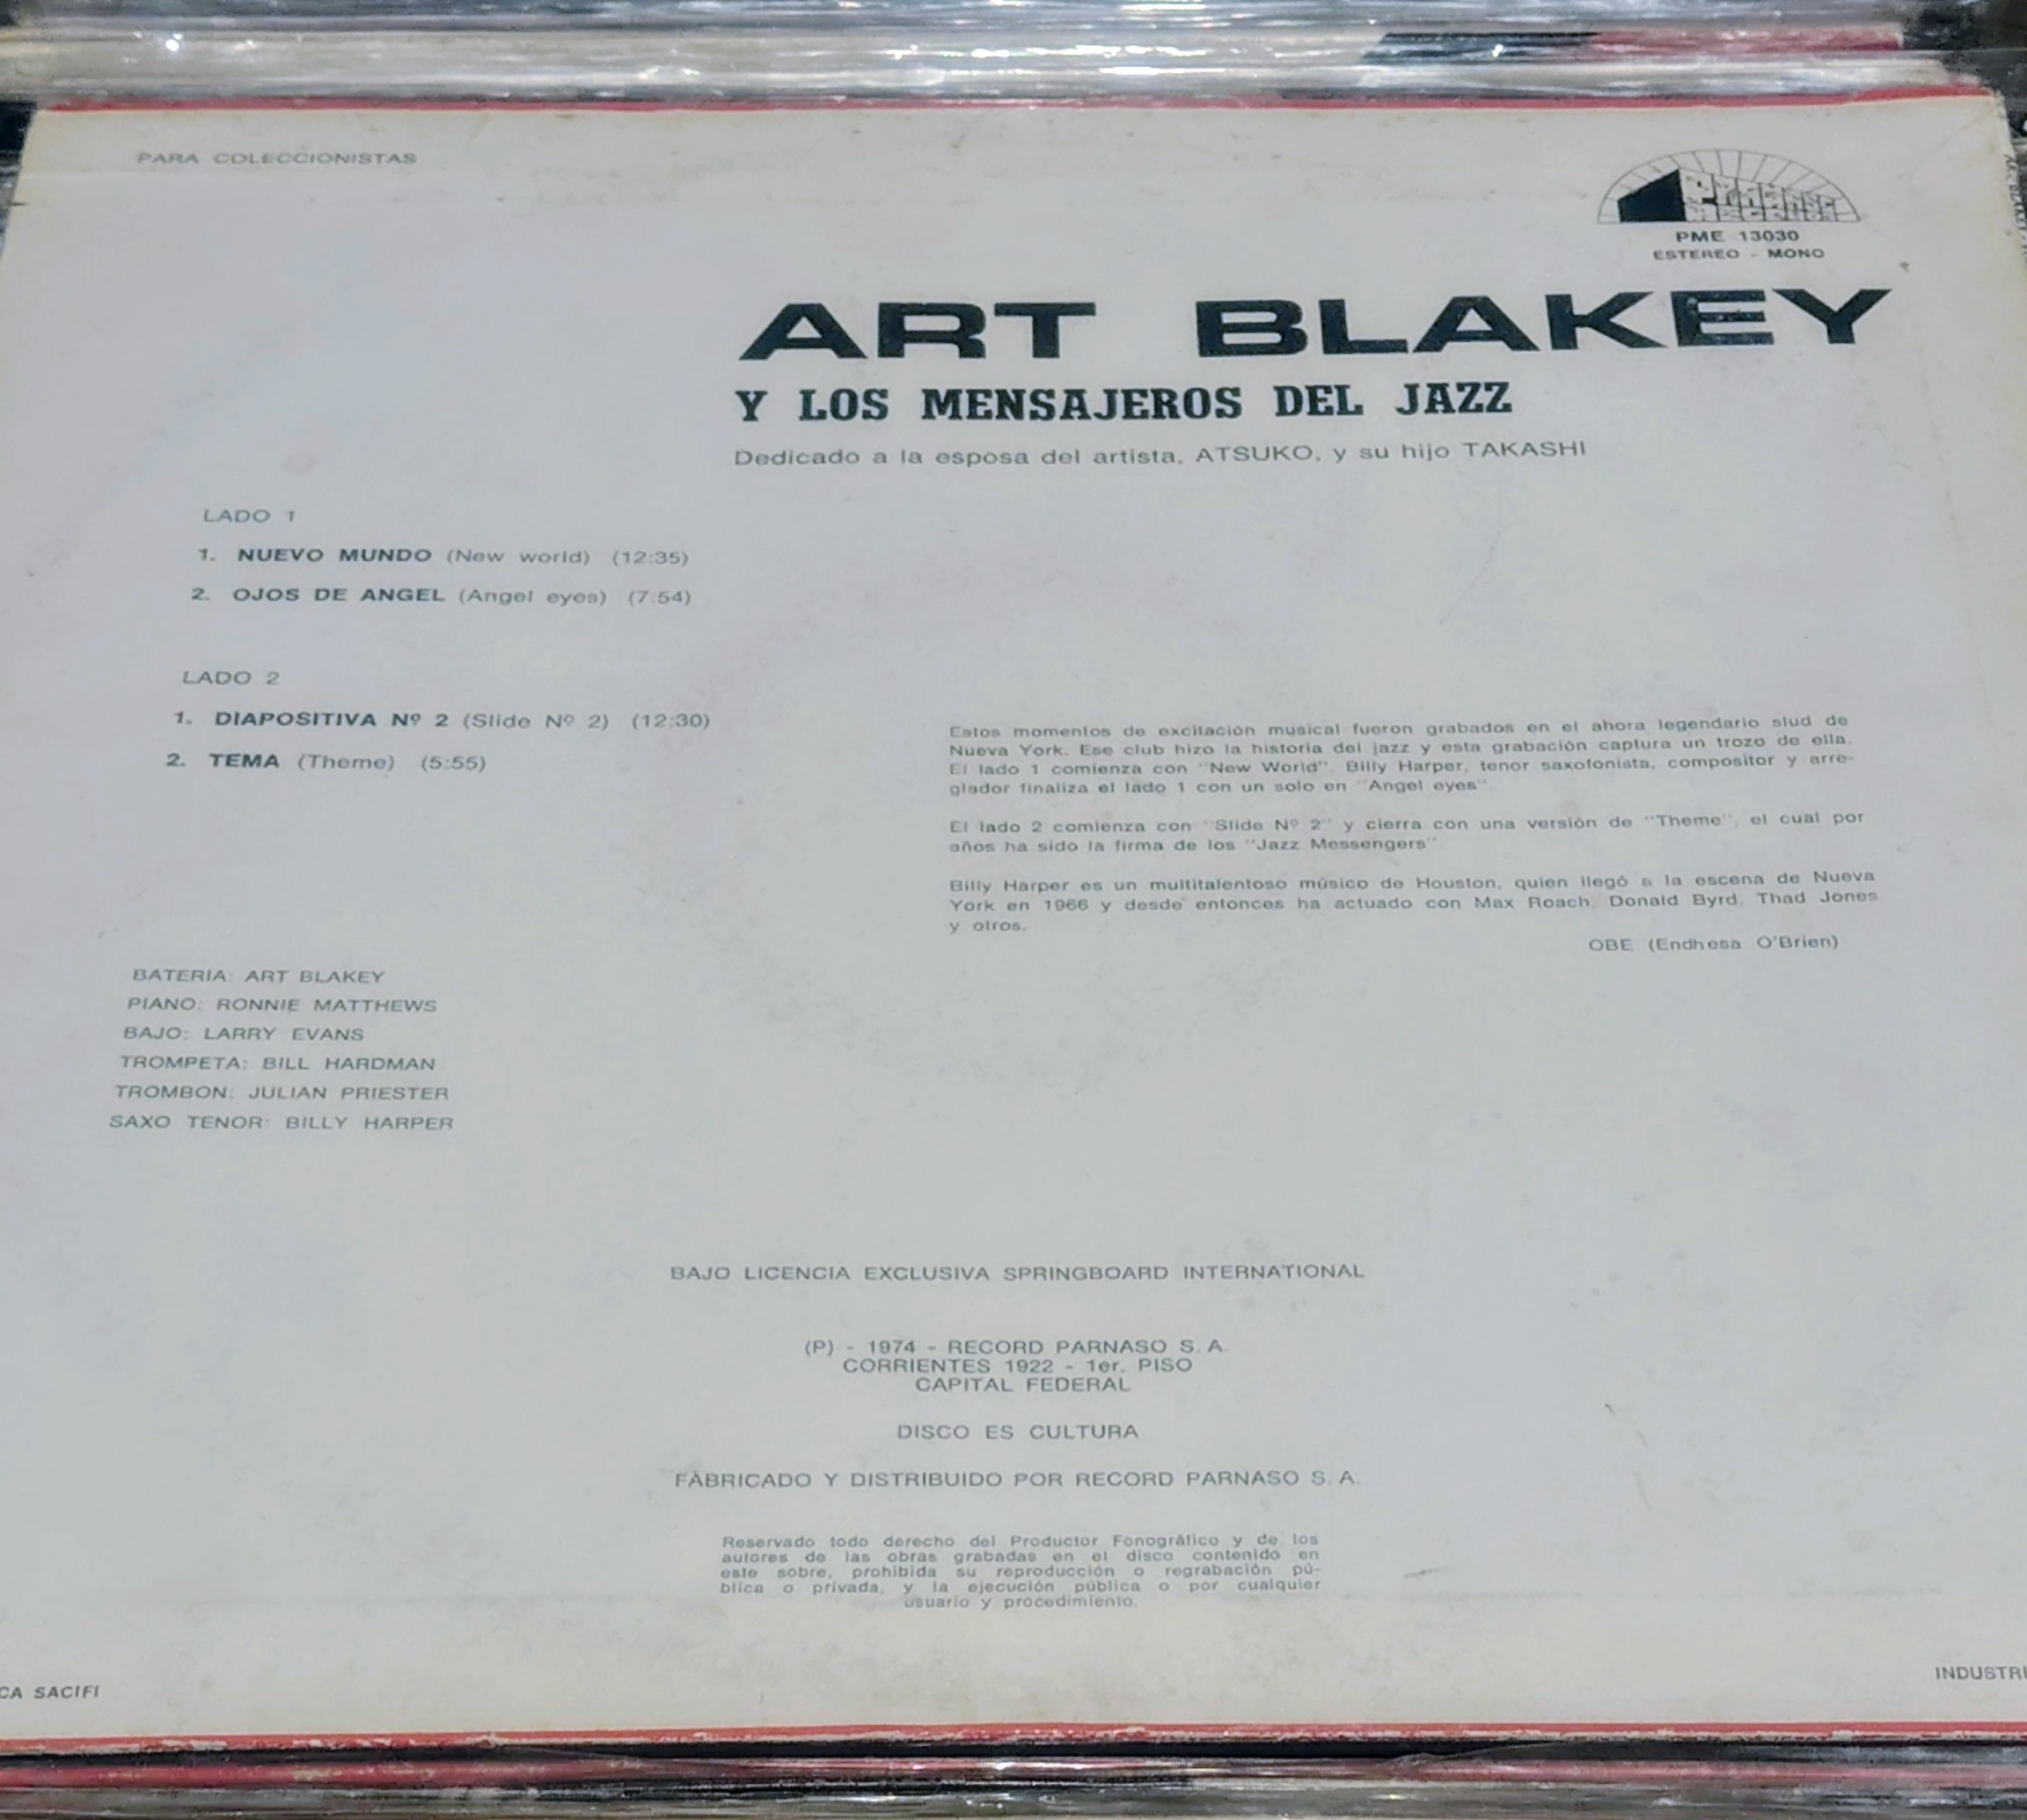 PARA COLECCIONISTAS
PME 13030
ESTEREO - MONO
ART BLAKEY
Y LOS MENSAJEROS DEL JAZZ
Dedicado a la esposa del artista, ATSUKO, y su hijo TAKASHI
LADO 1
1. NUEVO MUNDO (New world) (12:35)
2. OJOS DE ANGEL (Angel eyes) (7:54)
LADO 2
1. DIAPOSITIVA Nº 2 (Slide Nº 2) (12:30)
2. TEMA (Theme) (5:55)
Estos momentos de excitación musical fueron grabados en el ahora legendario slud de
Nueva York. Ese club hizo la historia del jazz y esta grabación captura un trozo de ella.
El lado 1 comienza con "New World". Billy Harper, tenor saxofonista, compositor y arre-
glador finaliza el lado 1 con un solo en "Angel eyes"
El lado 2 comienza con "Slide Nº 2" y cierra con una versión de "Theme", el cual por
años ha sido la firma de los "Jazz Messengers"
Billy Harper es un multitalentoso músico de Houston, quien llegó a la escena de Nueva
York en 1966 y desde entonces ha actuado con Max Roach, Donald Byrd, Thad Jones
y otros.
OBE (Endhesa O'Brien)
BATERIA: ART BLAKEY
PIANO: RONNIE MATTHEWS
BAJO: LARRY EVANS
TROMPETA: BILL HARDMAN
TROMBON: JULIAN PRIESTER
SAXO TENOR: BILLY HARPER
BAJO LICENCIA EXCLUSIVA SPRINGBOARD INTERNATIONAL
(P) - 1974 - RECORD PARNASO S. A.
CORRIENTES 1922 - 1er. PISO
CAPITAL FEDERAL
DISCO ES CULTURA
FABRICADO Y DISTRIBUIDO POR RECORD PARNASO S. A.
Reservado todo derecho del Productor Fonográfico y de los
autores de las obras grabadas en el disco contenido en
este sobre, prohibida su reproducción o regrabación pú-
blica o privada, y la ejecución pública o por cualquier
usuario y procedimiento.
CA SACIFI
INDUSTRI